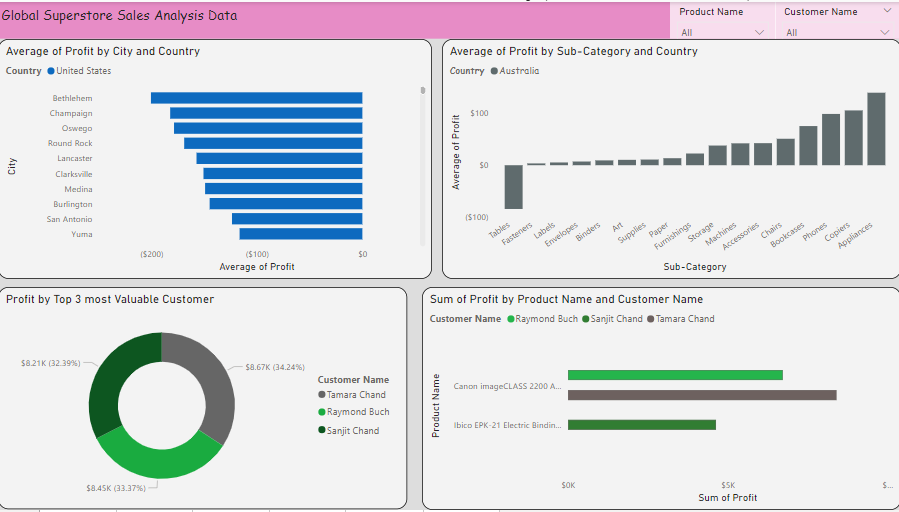 Global Superstore Sales Analysis Data
Product Name
All
Customer Name
All
Average of Profit by City and Country
Country United States
City
Bethlehem
Champaign
Oswego
Round Rock
Lancaster
Clarksville
Medina
Burlington
San Antonio
Yuma
($200) ($100) $0
Average of Profit
Average of Profit by Sub-Category and Country
Country Australia
Average of Profit
$100
$0
($100)
Tables Fasteners Labels Envelopes Binders Art Supplies Paper Furnishings Storage Machines Accessories Chairs Bookcases Phones Copiers Appliances
Sub-Category
Profit by Top 3 most Valuable Customer
$8.21K (32.39%)
$8.67K (34.24%)
$8.45K (33.37%)
Customer Name
Tamara Chand
Raymond Buch
Sanjit Chand
Sum of Profit by Product Name and Customer Name
Customer Name Raymond Buch Sanjit Chand Tamara Chand
Product Name
Canon imageCLASS 2200 A...
Ibico EPK-21 Electric Bindin...
$0K $5K $...
Sum of Profit